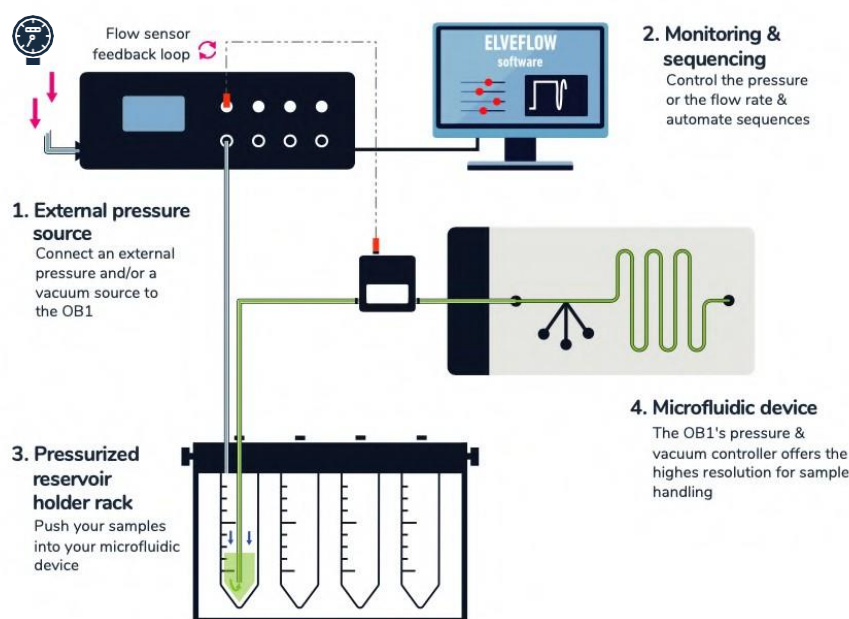 Flow sensor
feedback loop
ELVEFLOW
software
2. Monitoring &
sequencing
Control the pressure
or the flow rate &
automate sequences
1. External pressure
source
Connect an external
pressure and/or a
vacuum source to
the OB1
4. Microfluidic device
The OB1's pressure &
vacuum controller offers the
highes resolution for sample
handling
3. Pressurized
reservoir
holder rack
Push your samples
into your microfluidic
device